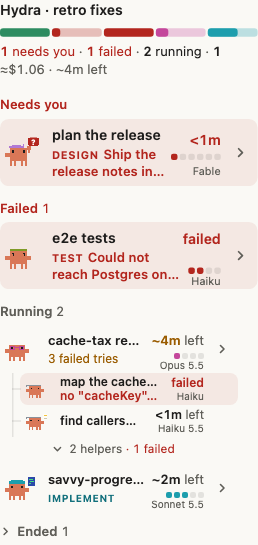 Hydra · retro fixes
1 needs you · 1 failed · 2 running · 1
≈$1.06 · ~4m left
Needs you
plan the release
<1m
DESIGN Ship the
release notes in...
Fable
Failed 1
e2e tests
failed
TEST Could not
reach Postgres on...
Haiku
Running 2
cache-tax re...
~4m left
3 failed tries
Opus 5.5
map the cache...
failed
no "cacheKey"...
Haiku
find callers...
<1m left
Haiku 5.5
2 helpers · 1 failed
savvy-progre...
~2m left
IMPLEMENT
Sonnet 5.5
Ended 1